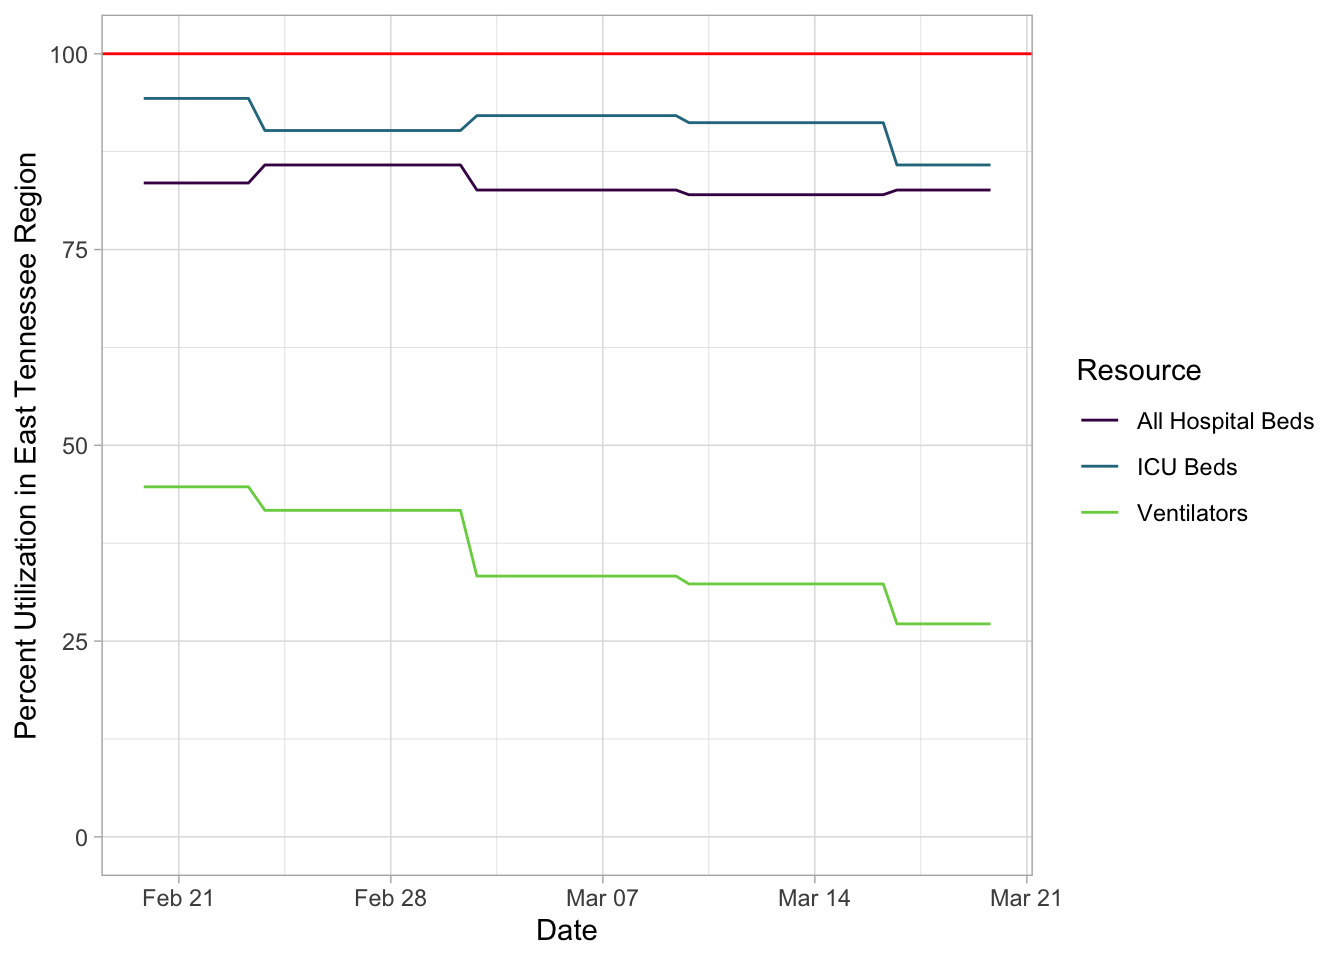 Percent Utilization in East Tennessee Region
100
75
50
25
0
Feb 21
Feb 28
Mar 07
Mar 14
Mar 21
Date
Resource
All Hospital Beds
ICU Beds
Ventilators